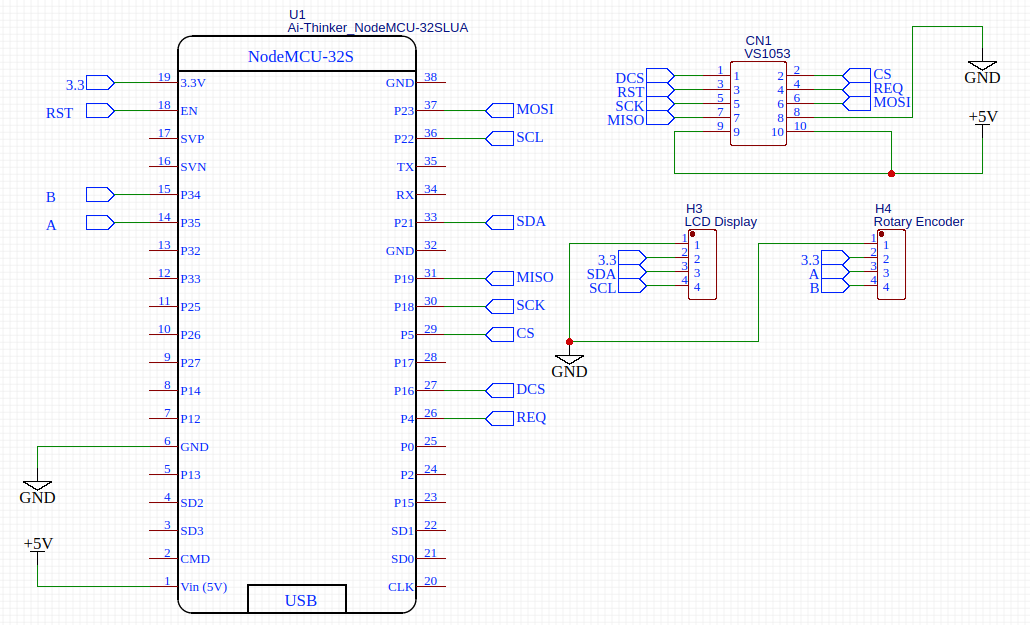 U1
Ai-Thinker_NodeMCU-32SLUA
NodeMCU-32S
3.3 19 3.3V
RST 18 EN
17 SVP
16 SVN
B 15 P34
A 14 P35
13 P32
12 P33
11 P25
10 P26
9 P27
8 P14
7 P12
6 GND
5 P13
GND
4 SD2
3 SD3
+5V
2 CMD
1 Vin (5V)
USB
GND 38
P23 37 MOSI
P22 36 SCL
TX 35
RX 34
P21 33 SDA
GND 32
P19 31 MISO
P18 30 SCK
P5 29 CS
P17 28
P16 27 DCS
P4 26 REQ
P0 25
P2 24
P15 23
SD1 22
SD0 21
CLK 20
CN1
VS1053
DCS 1 1 2 2 CS
RST 3 3 4 4 REQ
SCK 5 5 6 6 MOSI
MISO 7 7 8 8
9 9 10 10
GND
+5V
H3
LCD Display
1 1
3.3 2 2
SDA 3 3
SCL 4 4
H4
Rotary Encoder
1 1
3.3 2 2
A 3 3
B 4 4
GND